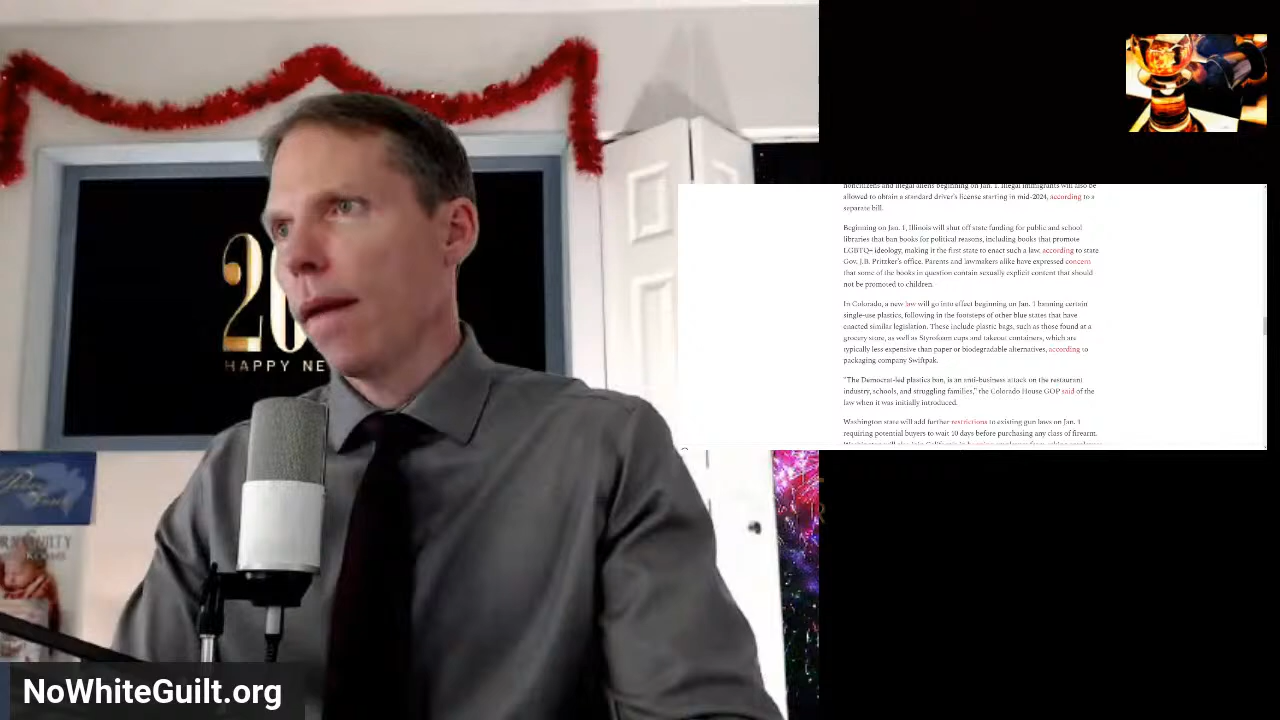 20
HAPPY NE
noncitizens and illegal aliens beginning on Jan. 1. Illegal immigrants will also be
allowed to obtain a standard driver's license starting in mid-2024, according to a
separate bill.
Beginning on Jan. 1, Illinois will shut off state funding for public and school
libraries that ban books for political reasons, including books that promote
LGBTQ+ ideology, making it the first state to enact such a law, according to state
Gov. J.B. Pritzker's office. Parents and lawmakers alike have expressed concern
that some of the books in question contain sexually explicit content that should
not be promoted to children.
In Colorado, a new law will go into effect beginning on Jan. 1 banning certain
single-use plastics, following in the footsteps of other blue states that have
enacted similar legislation. These include plastic bags, such as those found at a
grocery store, as well as Styrofoam cups and takeout containers, which are
typically less expensive than paper or biodegradable alternatives, according to
packaging company Swiftpak.
"The Democrat-led plastics ban, is an anti-business attack on the restaurant
industry, schools, and struggling families," the Colorado House GOP said of the
law when it was initially introduced.
Washington state will add further restrictions to existing gun laws on Jan. 1
requiring potential buyers to wait 10 days before purchasing any class of firearm.
NoWhiteGuilt.org